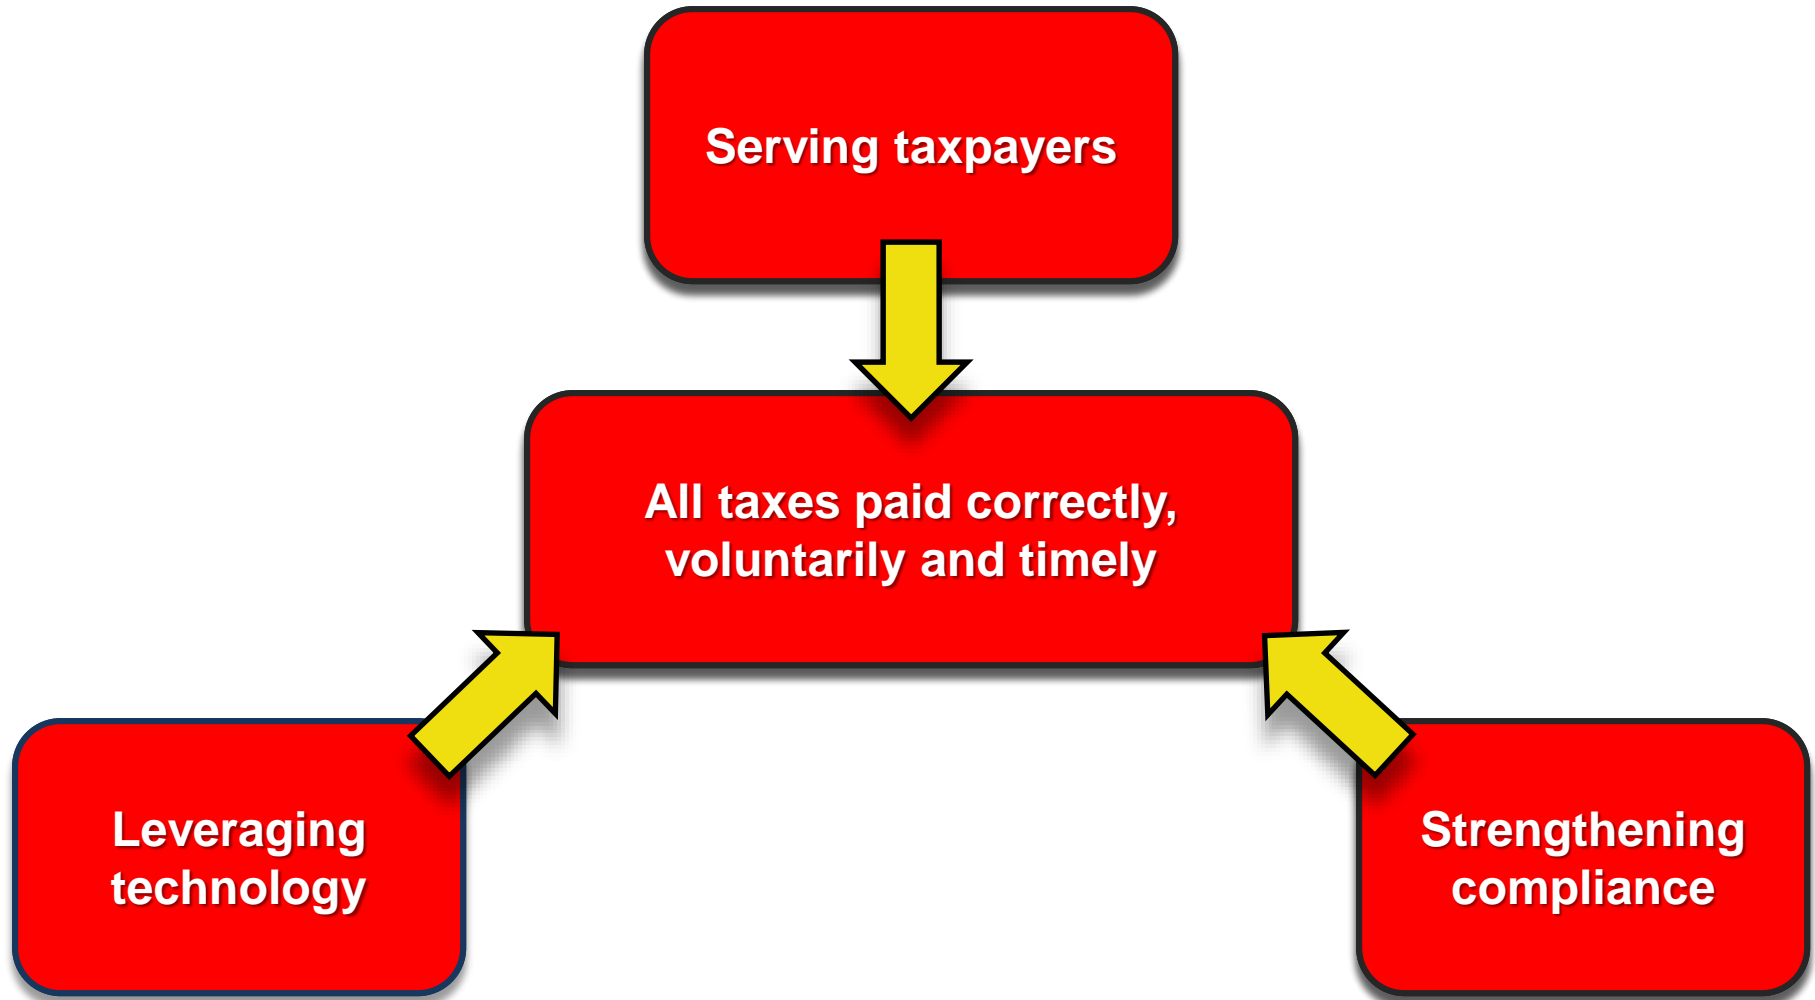 Serving taxpayers
All taxes paid correctly,
voluntarily and timely
Leveraging
technology
Strengthening
compliance